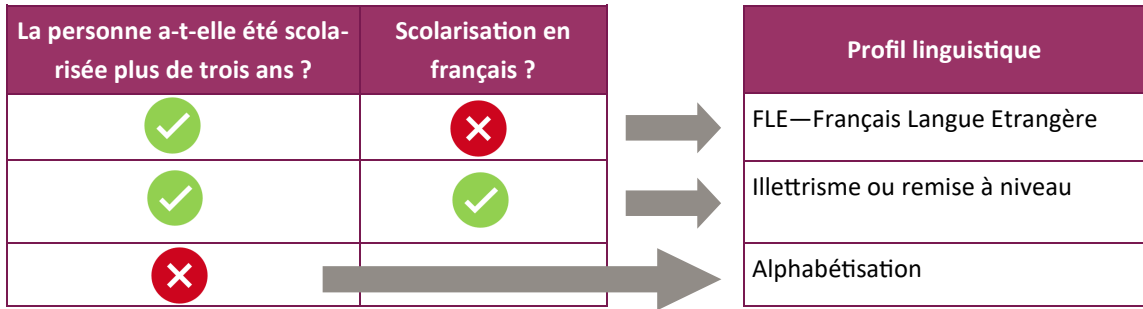 La personne a-t-elle été scola-
risée plus de trois ans ?
Scolarisation en
français ?
Profil linguistique
FLE—Français Langue Etrangère
Illettrisme ou remise à niveau
Alphabétisation